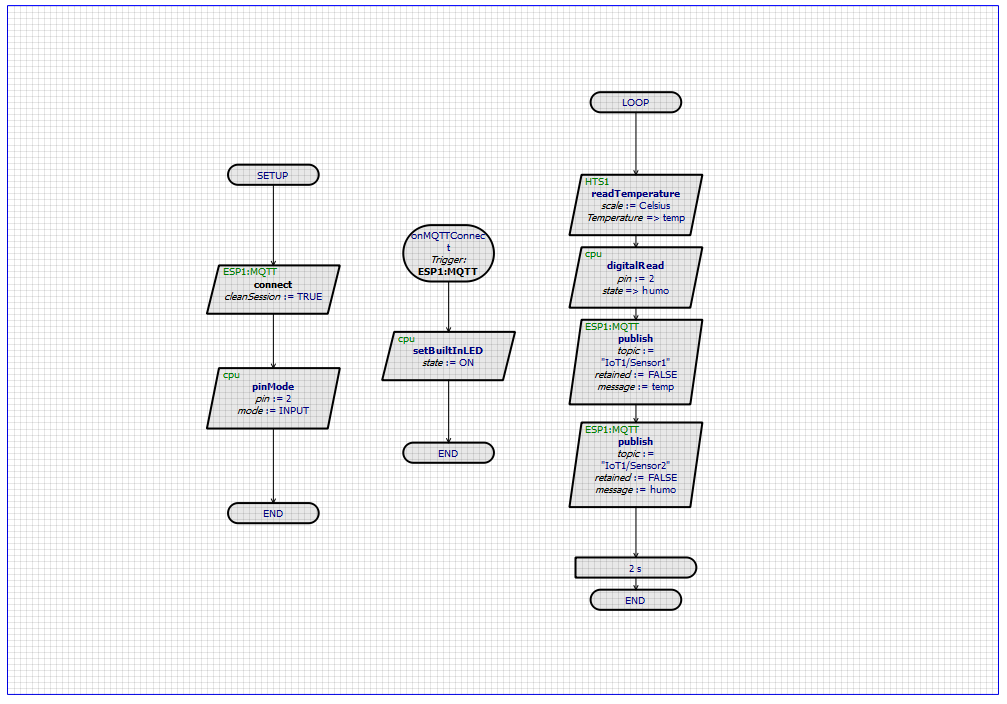 SETUP
ESP1:MQTT
connect
cleanSession := TRUE
cpu
pinMode
pin := 2
mode := INPUT
END
onMQTTConnec
t
Trigger:
ESP1:MQTT
cpu
setBuiltInLED
state := ON
END
LOOP
HTS1
readTemperature
scale := Celsius
Temperature => temp
cpu
digitalRead
pin := 2
state => humo
ESP1:MQTT
publish
topic :=
"IoT1/Sensor1"
retained := FALSE
message := temp
ESP1:MQTT
publish
topic :=
"IoT1/Sensor2"
retained := FALSE
message := humo
2 s
END